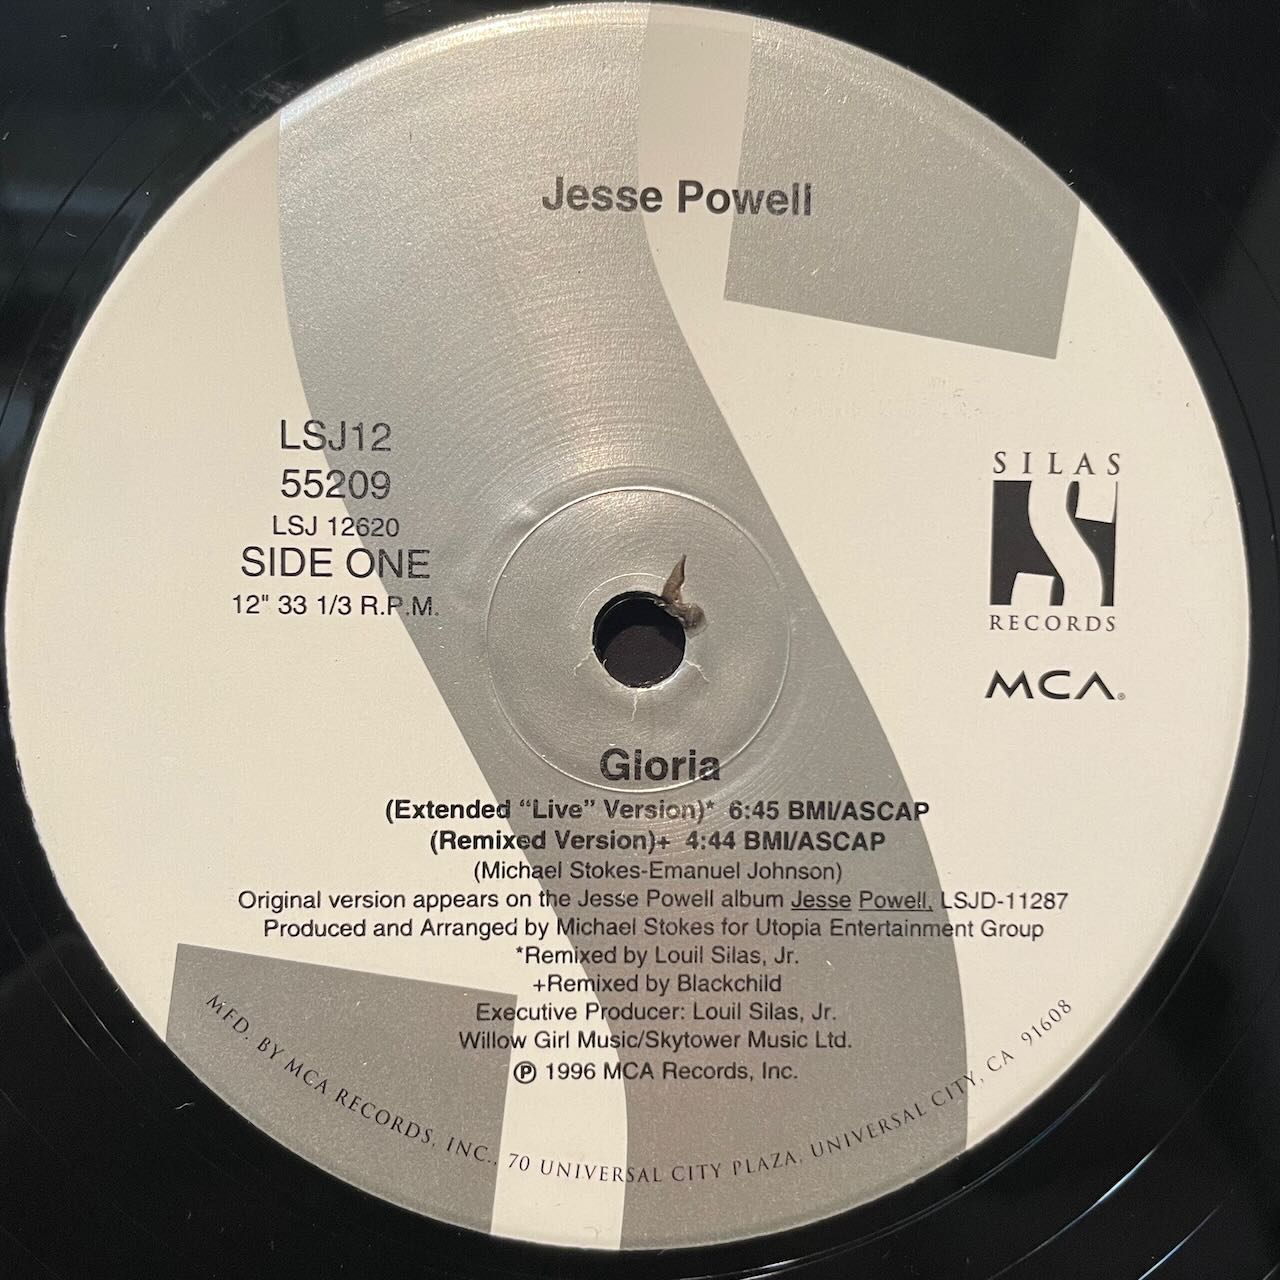 Jesse Powell
LSJ12
55209
LSJ 12620
SIDE ONE
12" 33 1/3 R.P.M.
SILAS
S
RECORDS
MCA®
Gloria
(Extended “Live” Version)* 6:45 BMI/ASCAP
(Remixed Version)+ 4:44 BMI/ASCAP
(Michael Stokes-Emanuel Johnson)
Original version appears on the Jesse Powell album Jesse Powell, LSJD-11287
Produced and Arranged by Michael Stokes for Utopia Entertainment Group
*Remixed by Louil Silas, Jr.
+Remixed by Blackchild
Executive Producer: Louil Silas, Jr.
Willow Girl Music/Skytower Music Ltd.
℗ 1996 MCA Records, Inc.
MFD. BY MCA RECORDS, INC., 70 UNIVERSAL CITY PLAZA, UNIVERSAL CITY, CA 91608